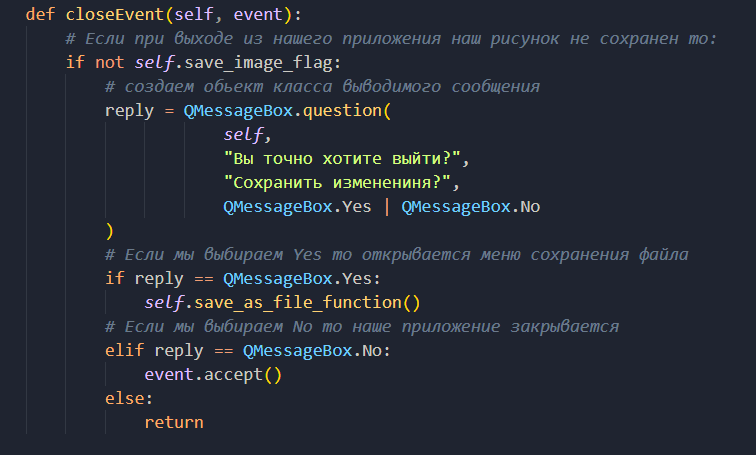 def closeEvent(self, event):
# Если при выходе из нашего приложения наш рисунок не сохранен то:
if not self.save_image_flag:
# создаем обьект класса выводимого сообщения
reply = QMessageBox.question(
self,
"Вы точно хотите выйти?",
"Сохранить изменениня?",
QMessageBox.Yes | QMessageBox.No
)
# Если мы выбираем Yes то открывается меню сохранения файла
if reply == QMessageBox.Yes:
self.save_as_file_function()
# Если мы выбираем No то наше приложение закрывается
elif reply == QMessageBox.No:
event.accept()
else:
return